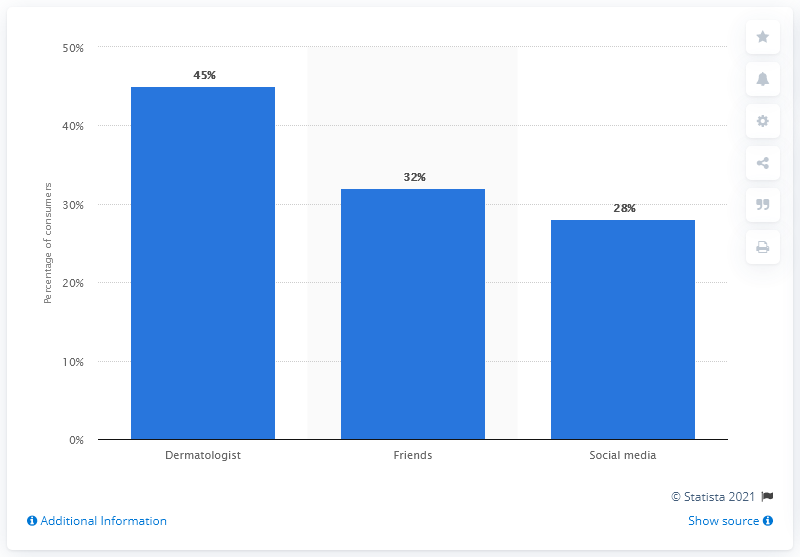 50%
45%
40%
32%
30%
28%
20%
10%
0%
Percentage of consumers
Dermatologist
Friends
Social media
© Statista 2021
Additional Information
Show source